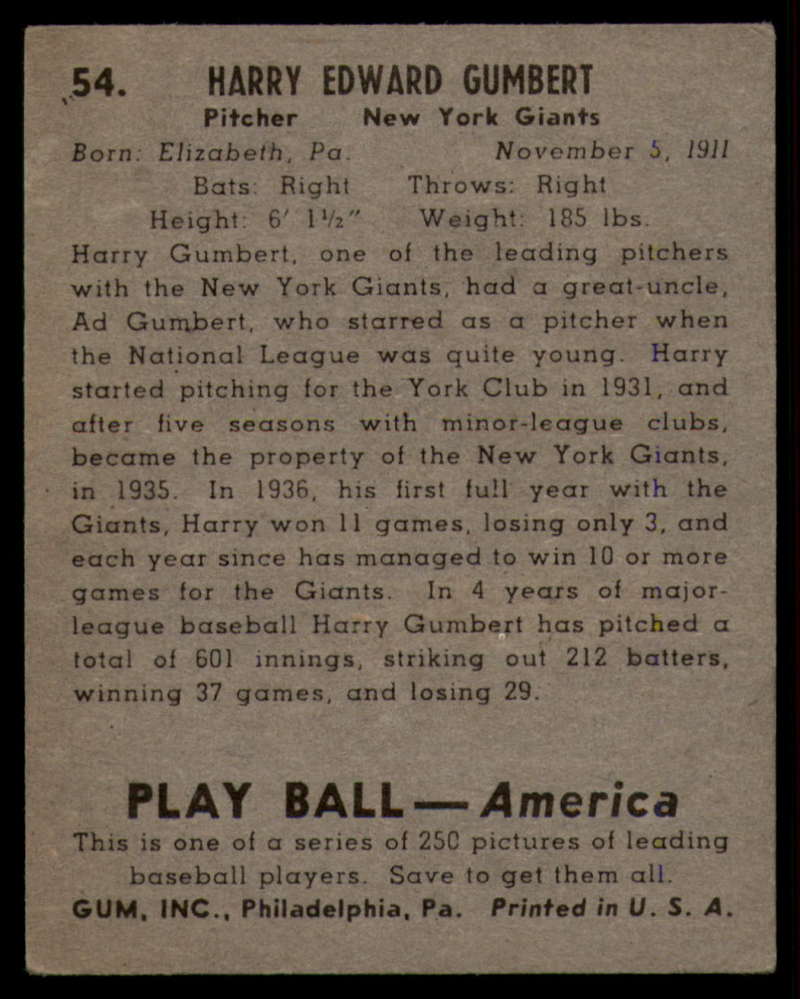 54. HARRY EDWARD GUMBERT
Pitcher New York Giants
Born: Elizabeth, Pa. November 5, 1911
Bats: Right Throws: Right
Height: 6' 1½" Weight: 185 lbs.
Harry Gumbert, one of the leading pitchers
with the New York Giants, had a great-uncle,
Ad Gumbert, who starred as a pitcher when
the National League was quite young. Harry
started pitching for the York Club in 1931, and
after five seasons with minor-league clubs,
became the property of the New York Giants,
in 1935. In 1936, his first full year with the
Giants, Harry won 11 games, losing only 3, and
each year since has managed to win 10 or more
games for the Giants. In 4 years of major-
league baseball Harry Gumbert has pitched a
total of 601 innings, striking out 212 batters,
winning 37 games, and losing 29.
PLAY BALL—America
This is one of a series of 250 pictures of leading
baseball players. Save to get them all.
GUM, INC., Philadelphia, Pa. Printed in U. S. A.